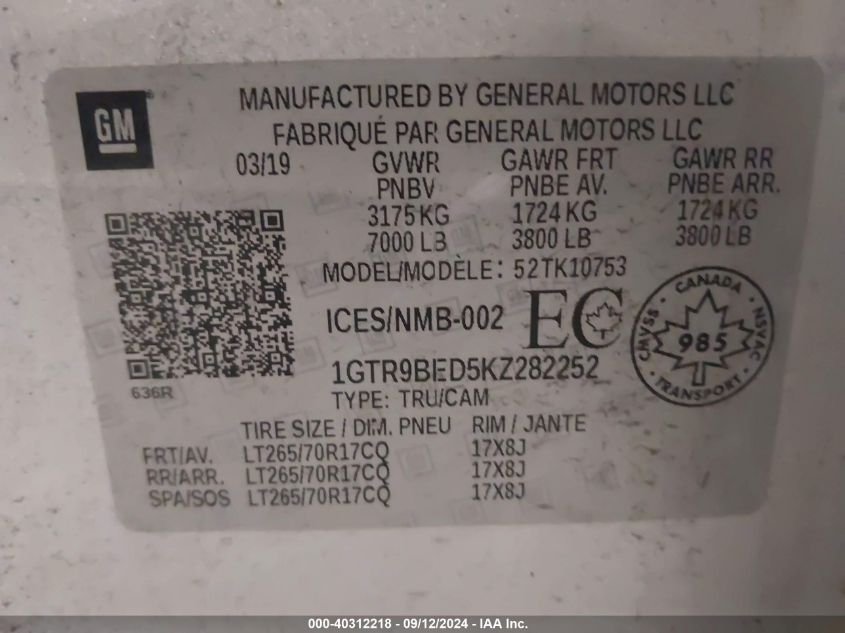 GM
MANUFACTURED BY GENERAL MOTORS LLC
FABRIQUÉ PAR GENERAL MOTORS LLC
03/19 GVWR GAWR FRT GAWR RR
PNBV PNBE AV. PNBE ARR.
3175 KG 1724 KG 1724 KG
7000 LB 3800 LB 3800 LB
MODEL/MODÈLE: 52TK10753
ICES/NMB-002 EC
CANADA
CMVSS 985 NSVAC
TRANSPORT
1GTR9BED5KZ282252
636R
TYPE: TRU/CAM
TIRE SIZE / DIM. PNEU RIM / JANTE
FRT/AV. LT265/70R17CQ 17X8J
RR/ARR. LT265/70R17CQ 17X8J
SPA/SOS LT265/70R17CQ 17X8J
000-40312218 - 09/12/2024 - IAA Inc.